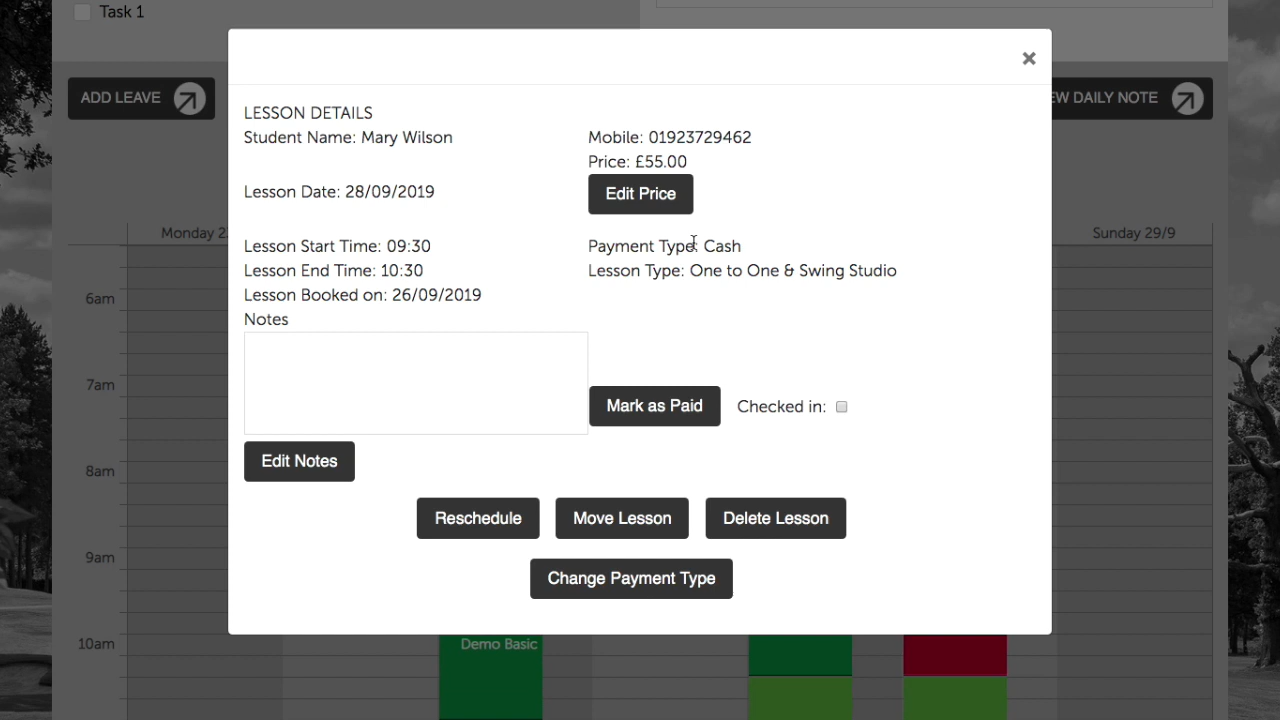 Task 1
ADD LEAVE
EW DAILY NOTE
×
LESSON DETAILS
Student Name: Mary Wilson
Mobile: 01923729462
Price: £55.00
Lesson Date: 28/09/2019
Edit Price
Lesson Start Time: 09:30
Payment Type: Cash
Lesson End Time: 10:30
Lesson Type: One to One & Swing Studio
Lesson Booked on: 26/09/2019
Notes
Mark as Paid
Checked in:
Edit Notes
Reschedule
Move Lesson
Delete Lesson
Change Payment Type
Monday 2
Sunday 29/9
6am
7am
8am
9am
10am
Demo Basic